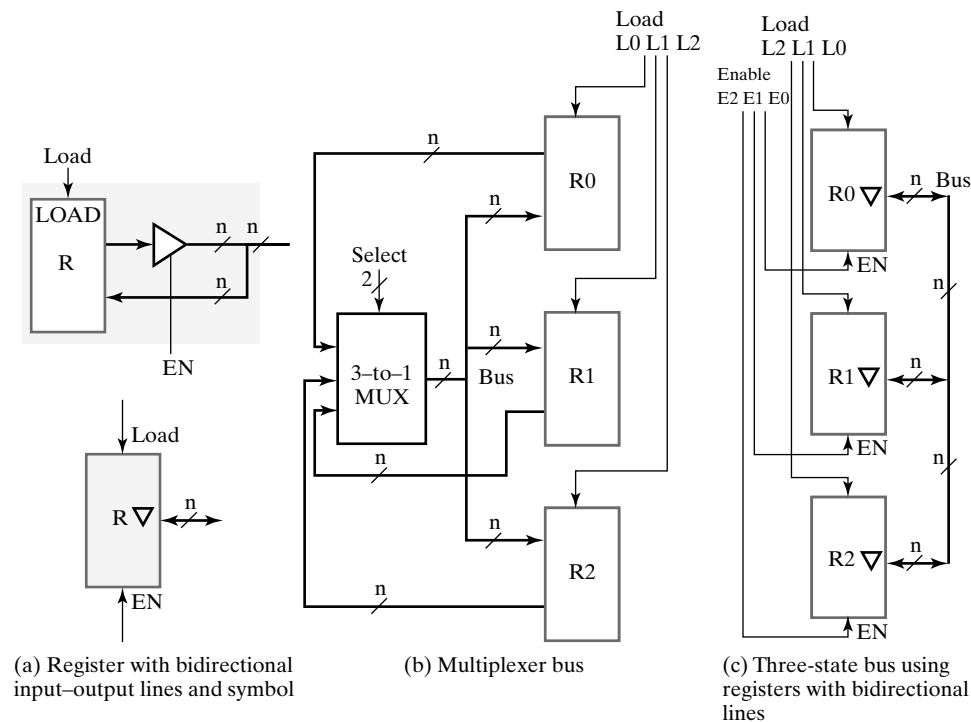 Load
LOAD
R
n
n
n
EN
Load
R
n
EN
(a) Register with bidirectional
input–output lines and symbol
Load
L0 L1 L2
n
R0
n
Select
2
3–to–1
MUX
n
Bus
n
R1
n
n
R2
n
(b) Multiplexer bus
Load
L2 L1 L0
Enable
E2 E1 E0
R0
n
Bus
EN
n
R1
n
EN
n
R2
n
EN
(c) Three-state bus using
registers with bidirectional
lines